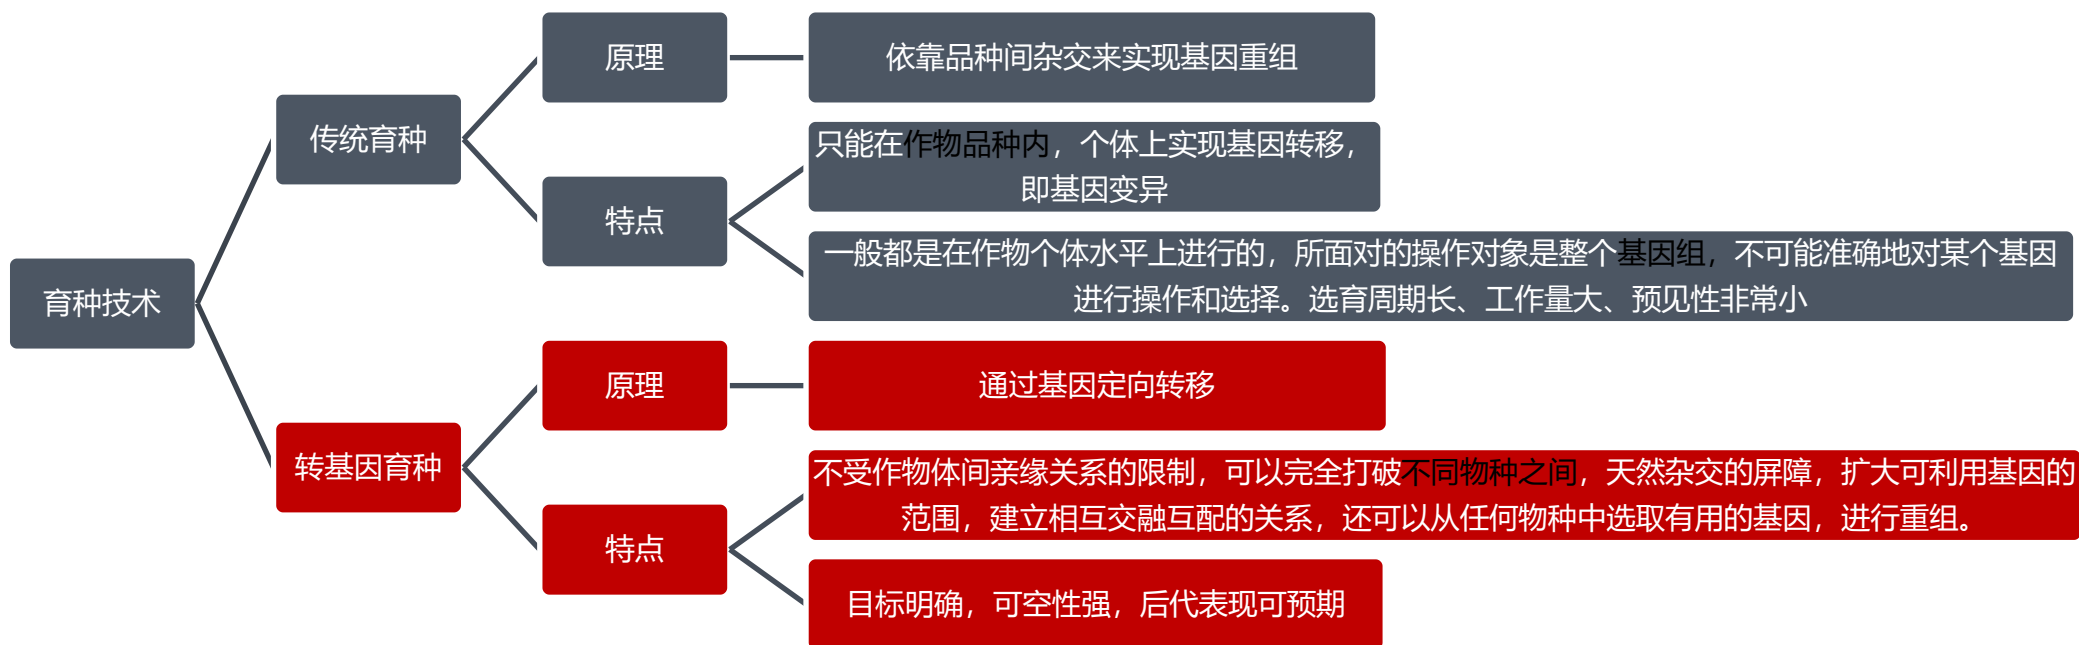 育种技术
传统育种
原理
依靠品种间杂交来实现基因重组
特点
只能在作物品种内，个体上实现基因转移，
即基因变异
一般都是在作物个体水平上进行的，所面对的操作对象是整个基因组，不可能准确地对某个基因
进行操作和选择。选育周期长、工作量大、预见性非常小
转基因育种
原理
通过基因定向转移
特点
不受作物体间亲缘关系的限制，可以完全打破不同物种之间，天然杂交的屏障，扩大可利用基因的
范围，建立相互交融互配的关系，还可以从任何物种中选取有用的基因，进行重组。
目标明确，可空性强，后代表现可预期